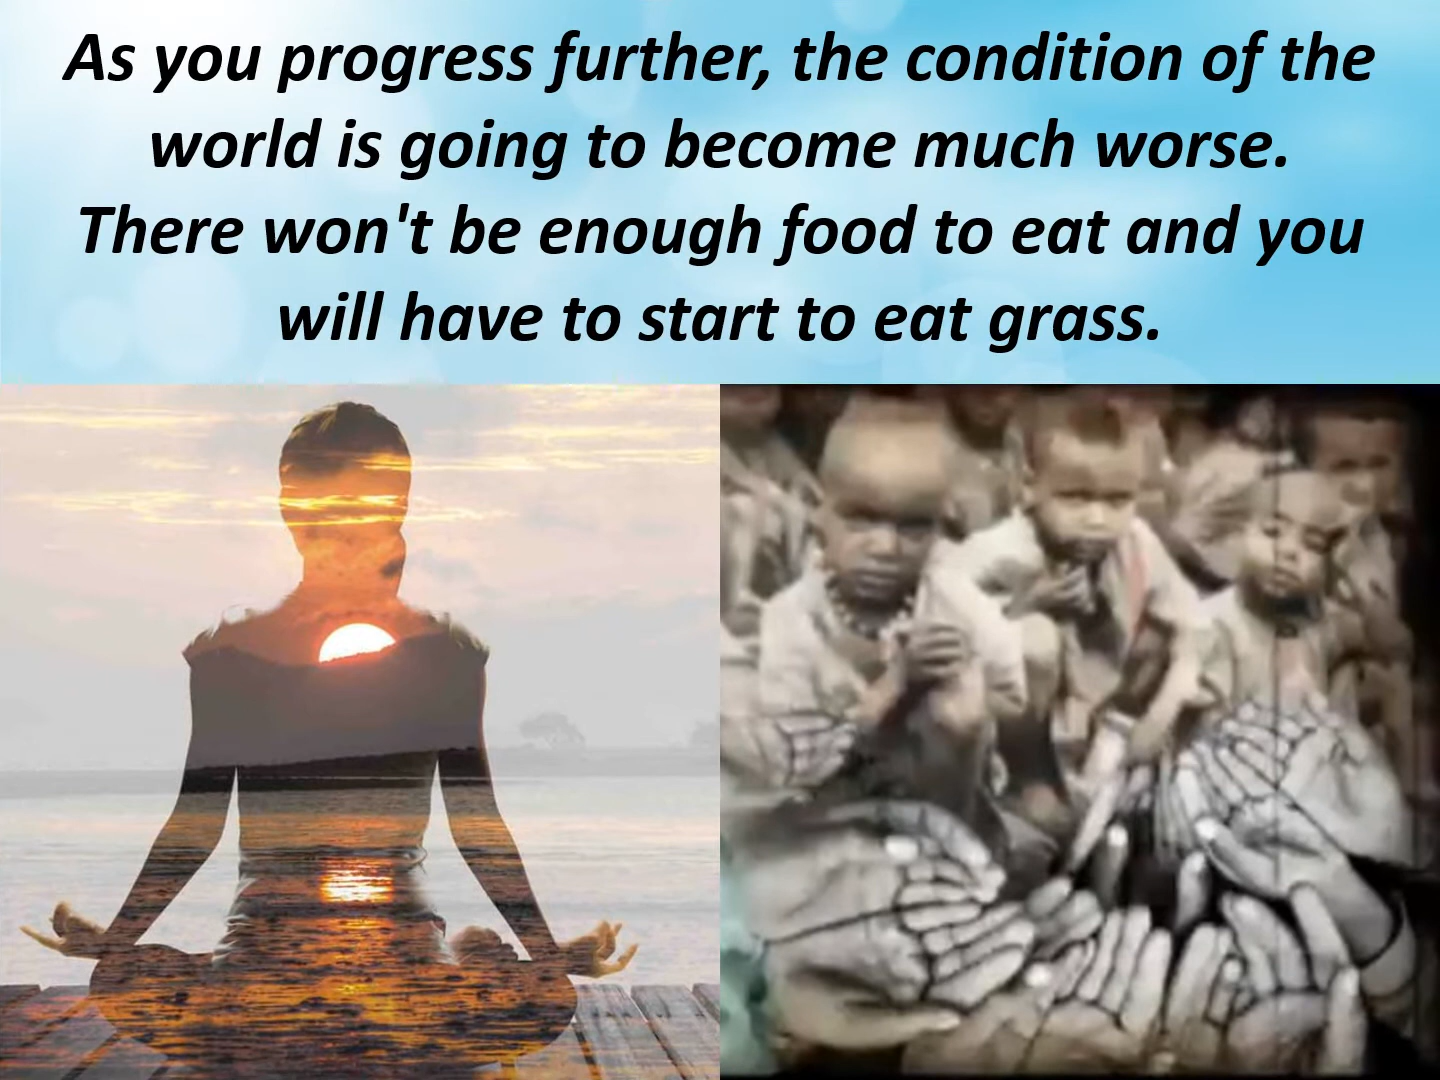 As you progress further, the condition of the
world is going to become much worse.
There won't be enough food to eat and you
will have to start to eat grass.